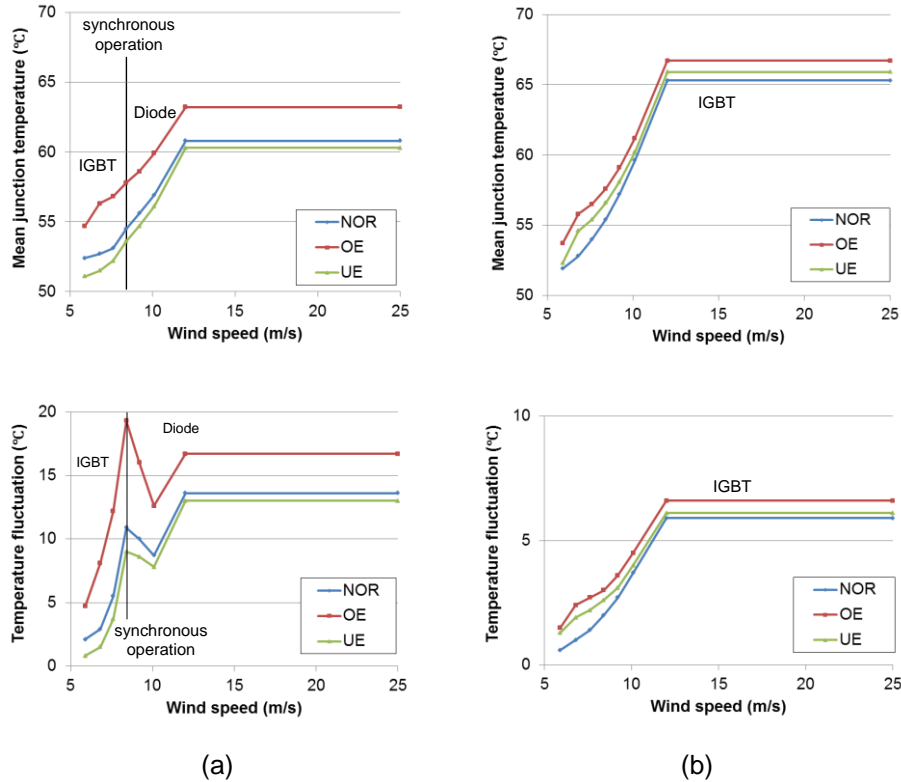 synchronous
operation
Diode
IGBT
Mean junction temperature (℃)
70
65
60
55
50
5
10
15
20
25
Wind speed (m/s)
NOR
OE
UE
IGBT
Mean junction temperature (℃)
70
65
60
55
50
5
10
15
20
25
Wind speed (m/s)
NOR
OE
UE
Diode
IGBT
synchronous
operation
Temperature fluctuation (℃)
20
15
10
5
0
5
10
15
20
25
Wind speed (m/s)
NOR
OE
UE
IGBT
Temperature fluctuation (℃)
10
5
0
5
10
15
20
25
Wind speed (m/s)
NOR
OE
UE
(a)
(b)